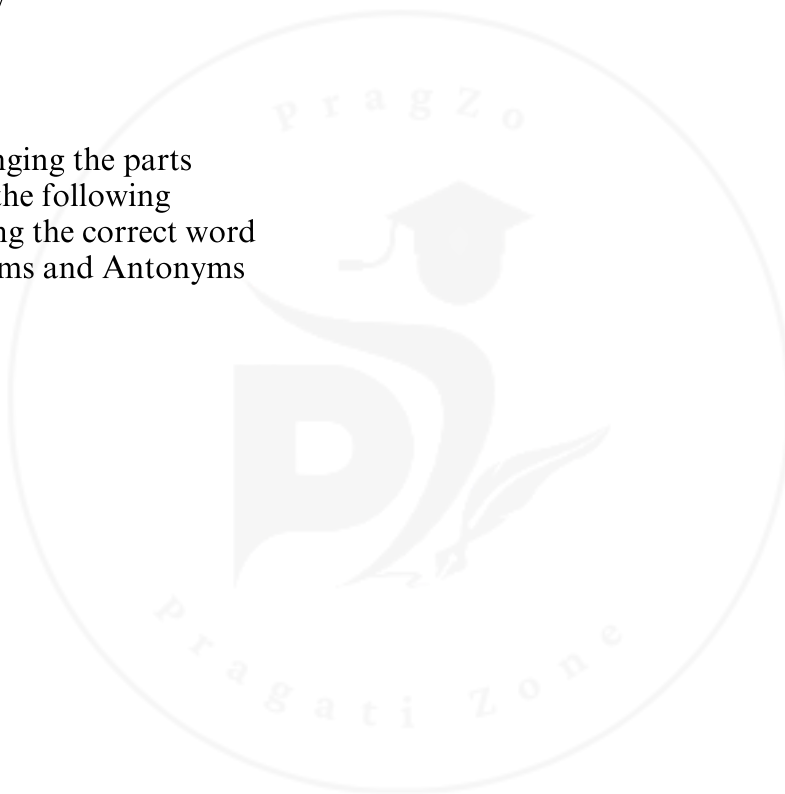 PragZo
nging the parts
the following
ng the correct word
ms and Antonyms
Pragati Zone